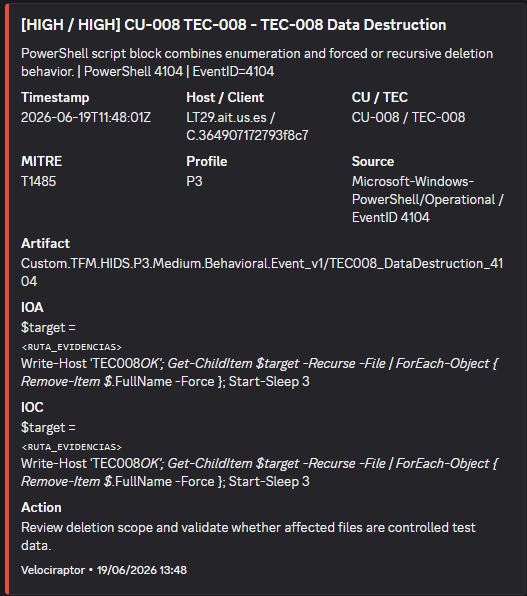 [HIGH / HIGH] CU-008 TEC-008 - TEC-008 Data Destruction
PowerShell script block combines enumeration and forced or recursive deletion
behavior. | PowerShell 4104 | EventID=4104
Timestamp
2026-06-19T11:48:01Z
Host / Client
LT29.ait.us.es /
C.364907172793f8c7
CU / TEC
CU-008 / TEC-008
MITRE
T1485
Profile
P3
Source
Microsoft-Windows-
PowerShell/Operational /
EventID 4104
Artifact
Custom.TFM.HIDS.P3.Medium.Behavioral.Event_v1/TEC008_DataDestruction_41
04
IOA
$target =
<RUTA_EVIDENCIAS>
Write-Host 'TEC008OK'; Get-ChildItem $target -Recurse -File | ForEach-Object {
Remove-Item $.FullName -Force }; Start-Sleep 3
IOC
$target =
<RUTA_EVIDENCIAS>
Write-Host 'TEC008OK'; Get-ChildItem $target -Recurse -File | ForEach-Object {
Remove-Item $.FullName -Force }; Start-Sleep 3
Action
Review deletion scope and validate whether affected files are controlled test
data.
Velociraptor • 19/06/2026 13:48